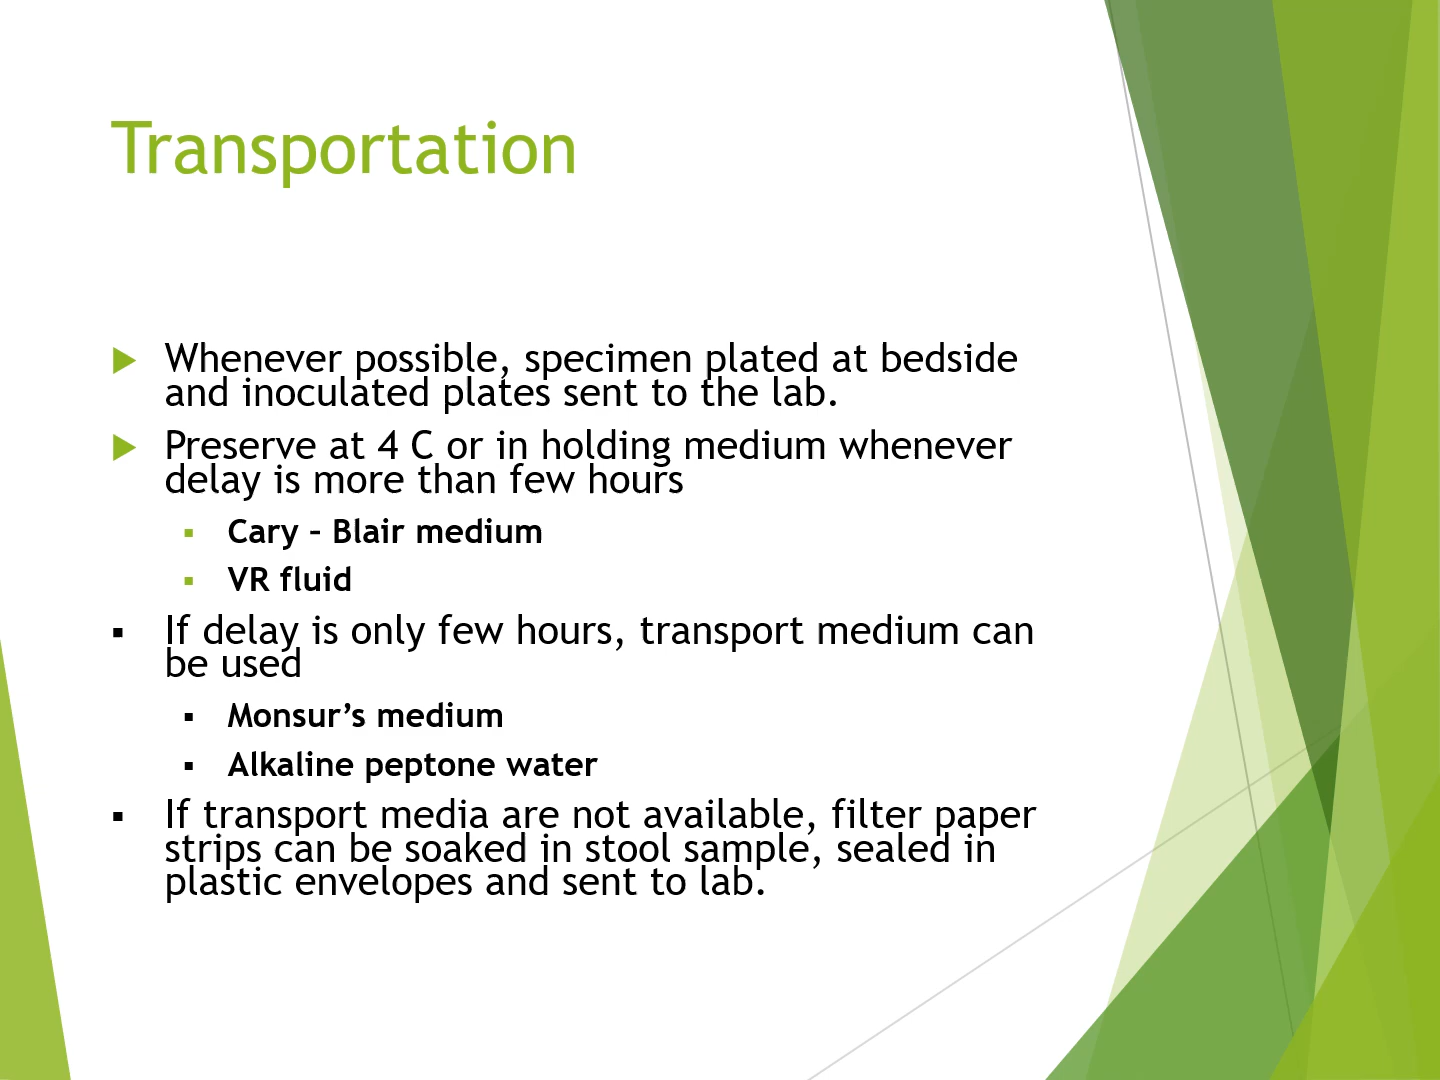 Transportation
Whenever possible, specimen plated at bedside
and inoculated plates sent to the lab.
Preserve at 4 C or in holding medium whenever
delay is more than few hours
Cary – Blair medium
VR fluid
If delay is only few hours, transport medium can
be used
Monsur’s medium
Alkaline peptone water
If transport media are not available, filter paper
strips can be soaked in stool sample, sealed in
plastic envelopes and sent to lab.